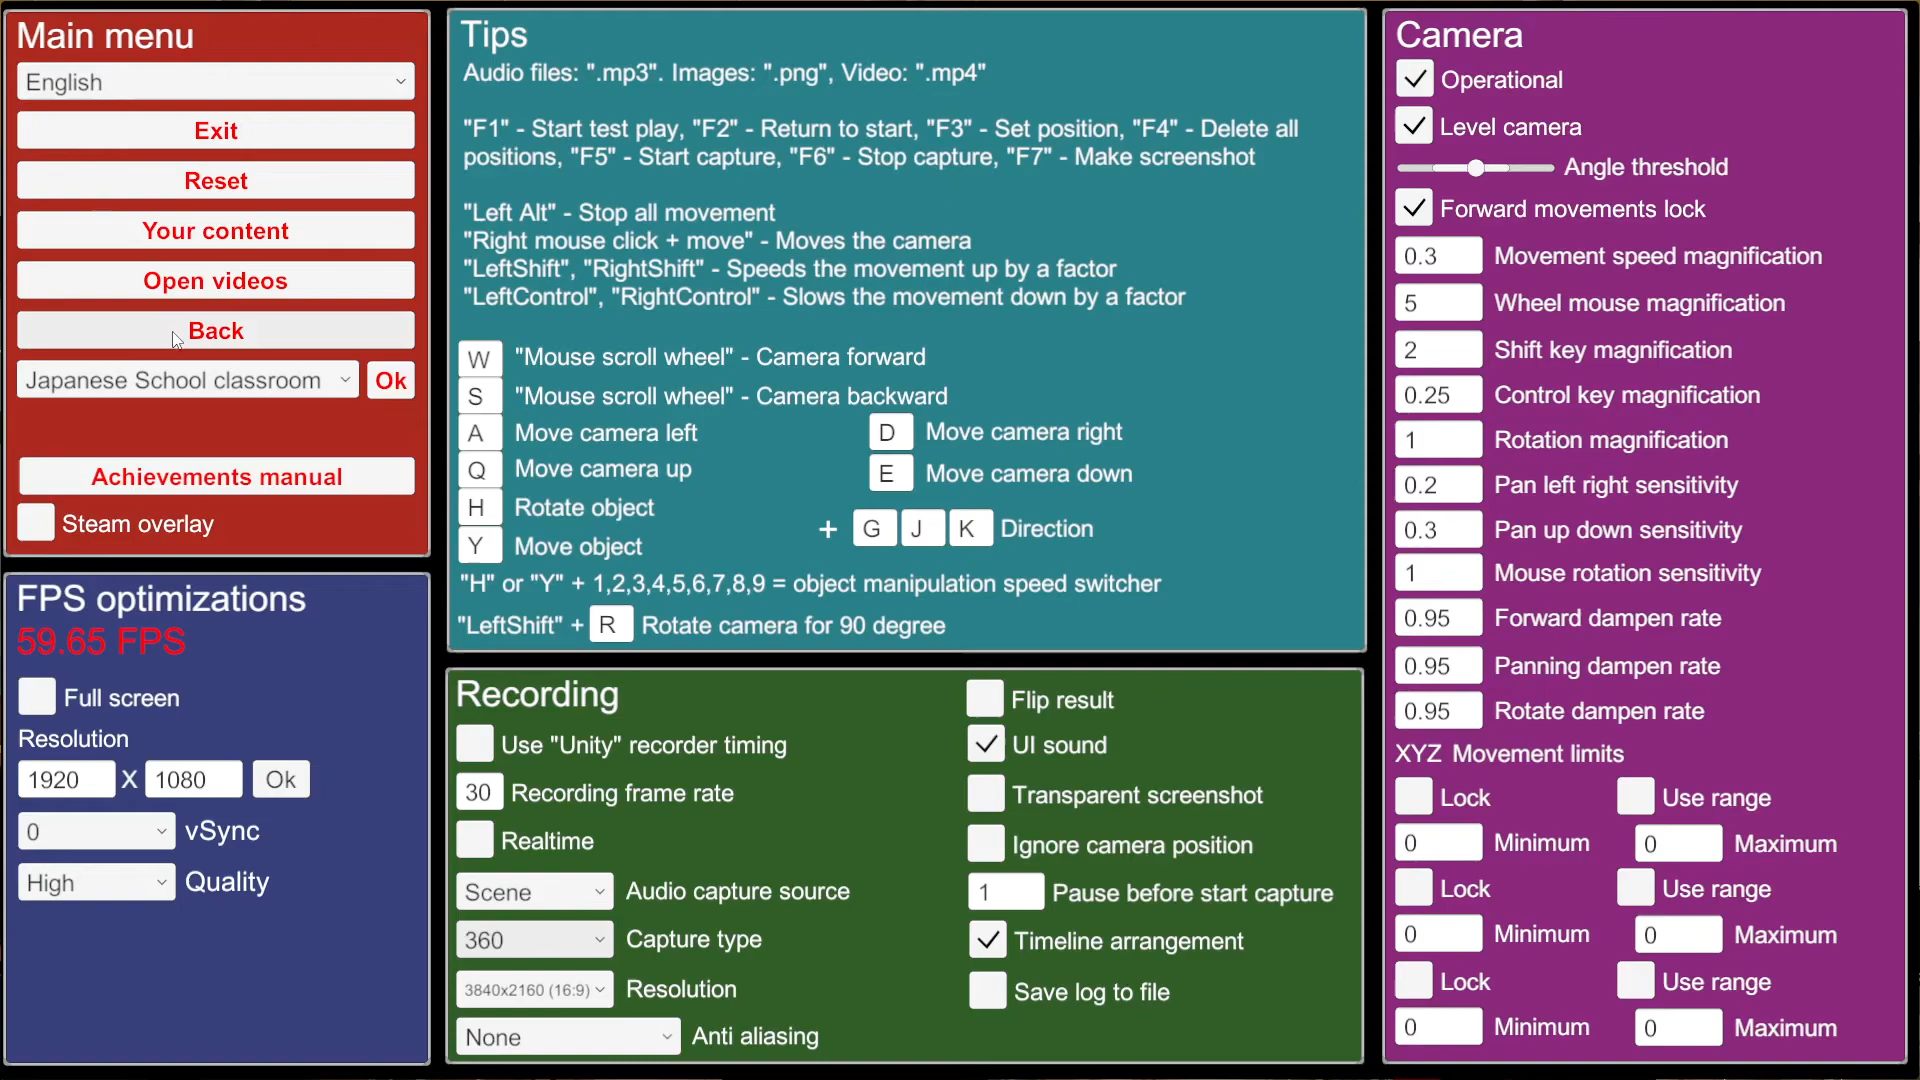 Main menu
English
Exit
Reset
Your content
Open videos
Back
Japanese School classroom
Ok
Achievements manual
Steam overlay
FPS optimizations
59.65 FPS
Full screen
Resolution
1920 X 1080 Ok
0 vSync
High Quality
Tips
Audio files: ".mp3". Images: ".png", Video: ".mp4"
"F1" - Start test play, "F2" - Return to start, "F3" - Set position, "F4" - Delete all
positions, "F5" - Start capture, "F6" - Stop capture, "F7" - Make screenshot
"Left Alt" - Stop all movement
"Right mouse click + move" - Moves the camera
"LeftShift", "RightShift" - Speeds the movement up by a factor
"LeftControl", "RightControl" - Slows the movement down by a factor
W "Mouse scroll wheel" - Camera forward
S "Mouse scroll wheel" - Camera backward
A Move camera left D Move camera right
Q Move camera up E Move camera down
H Rotate object
+ G J K Direction
Y Move object
"H" or "Y" + 1,2,3,4,5,6,7,8,9 = object manipulation speed switcher
"LeftShift" + R Rotate camera for 90 degree
Recording
Use "Unity" recorder timing
30 Recording frame rate
Realtime
Scene Audio capture source
360 Capture type
3840x2160 (16:9) Resolution
None Anti aliasing
Flip result
UI sound
Transparent screenshot
Ignore camera position
1 Pause before start capture
Timeline arrangement
Save log to file
Camera
Operational
Level camera
Angle threshold
Forward movements lock
0.3 Movement speed magnification
5 Wheel mouse magnification
2 Shift key magnification
0.25 Control key magnification
1 Rotation magnification
0.2 Pan left right sensitivity
0.3 Pan up down sensitivity
1 Mouse rotation sensitivity
0.95 Forward dampen rate
0.95 Panning dampen rate
0.95 Rotate dampen rate
XYZ Movement limits
Lock Use range
0 Minimum 0 Maximum
Lock Use range
0 Minimum 0 Maximum
Lock Use range
0 Minimum 0 Maximum